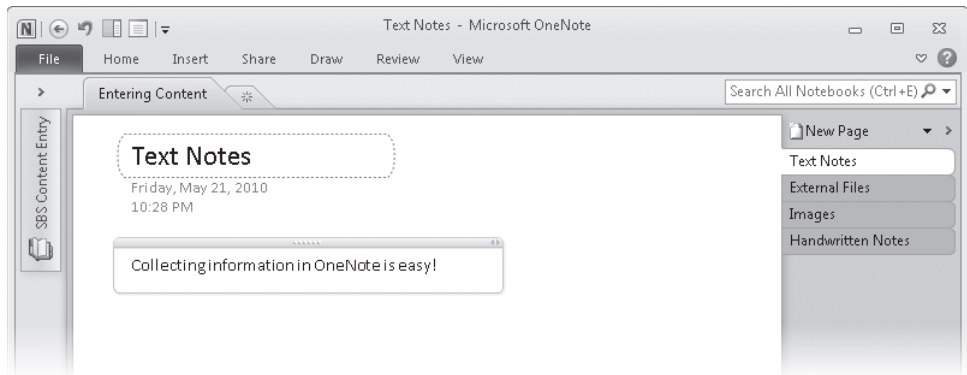 Text Notes - Microsoft OneNote
File Home Insert Share Draw Review View
Entering Content
Search All Notebooks (Ctrl+E)
SBS Content Entry
New Page
Text Notes
Text Notes
External Files
Friday, May 21, 2010
10:28 PM
Images
Handwritten Notes
Collecting information in OneNote is easy!